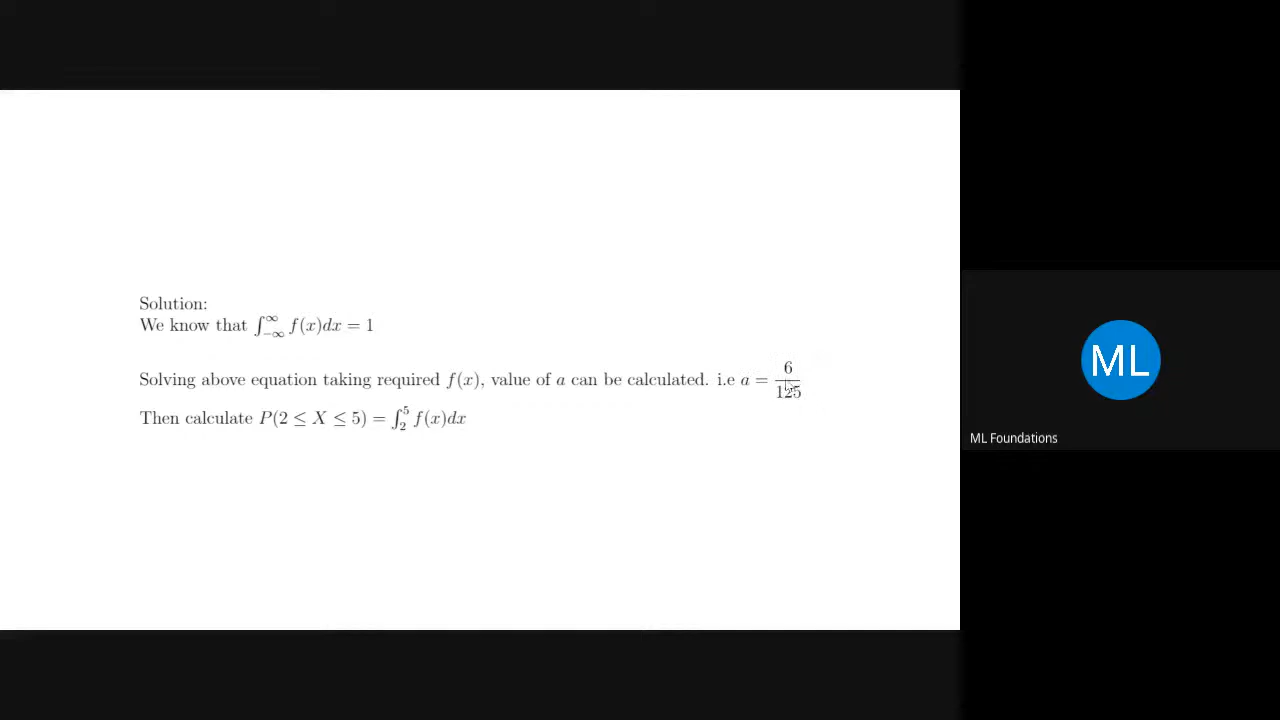 Solution:
We know that ∫_{-∞}^{∞} f(x)dx = 1
Solving above equation taking required f(x), value of a can be calculated. i.e a = 6/125
Then calculate P(2 ≤ X ≤ 5) = ∫_2^5 f(x)dx
ML
ML Foundations